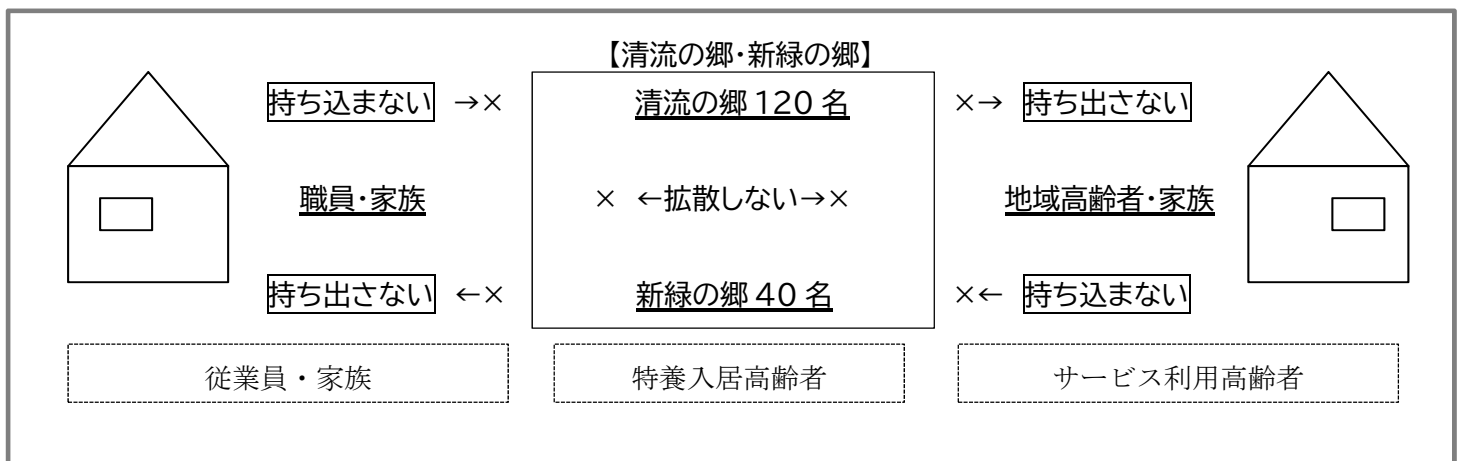 【清流の郷・新緑の郷】
持ち込まない →× 清流の郷 120 名 ×→ 持ち出さない
職員・家族 × ←拡散しない→× 地域高齢者・家族
持ち出さない ←× 新緑の郷 40 名 ×← 持ち込まない
従業員・家族 特養入居高齢者 サービス利用高齢者